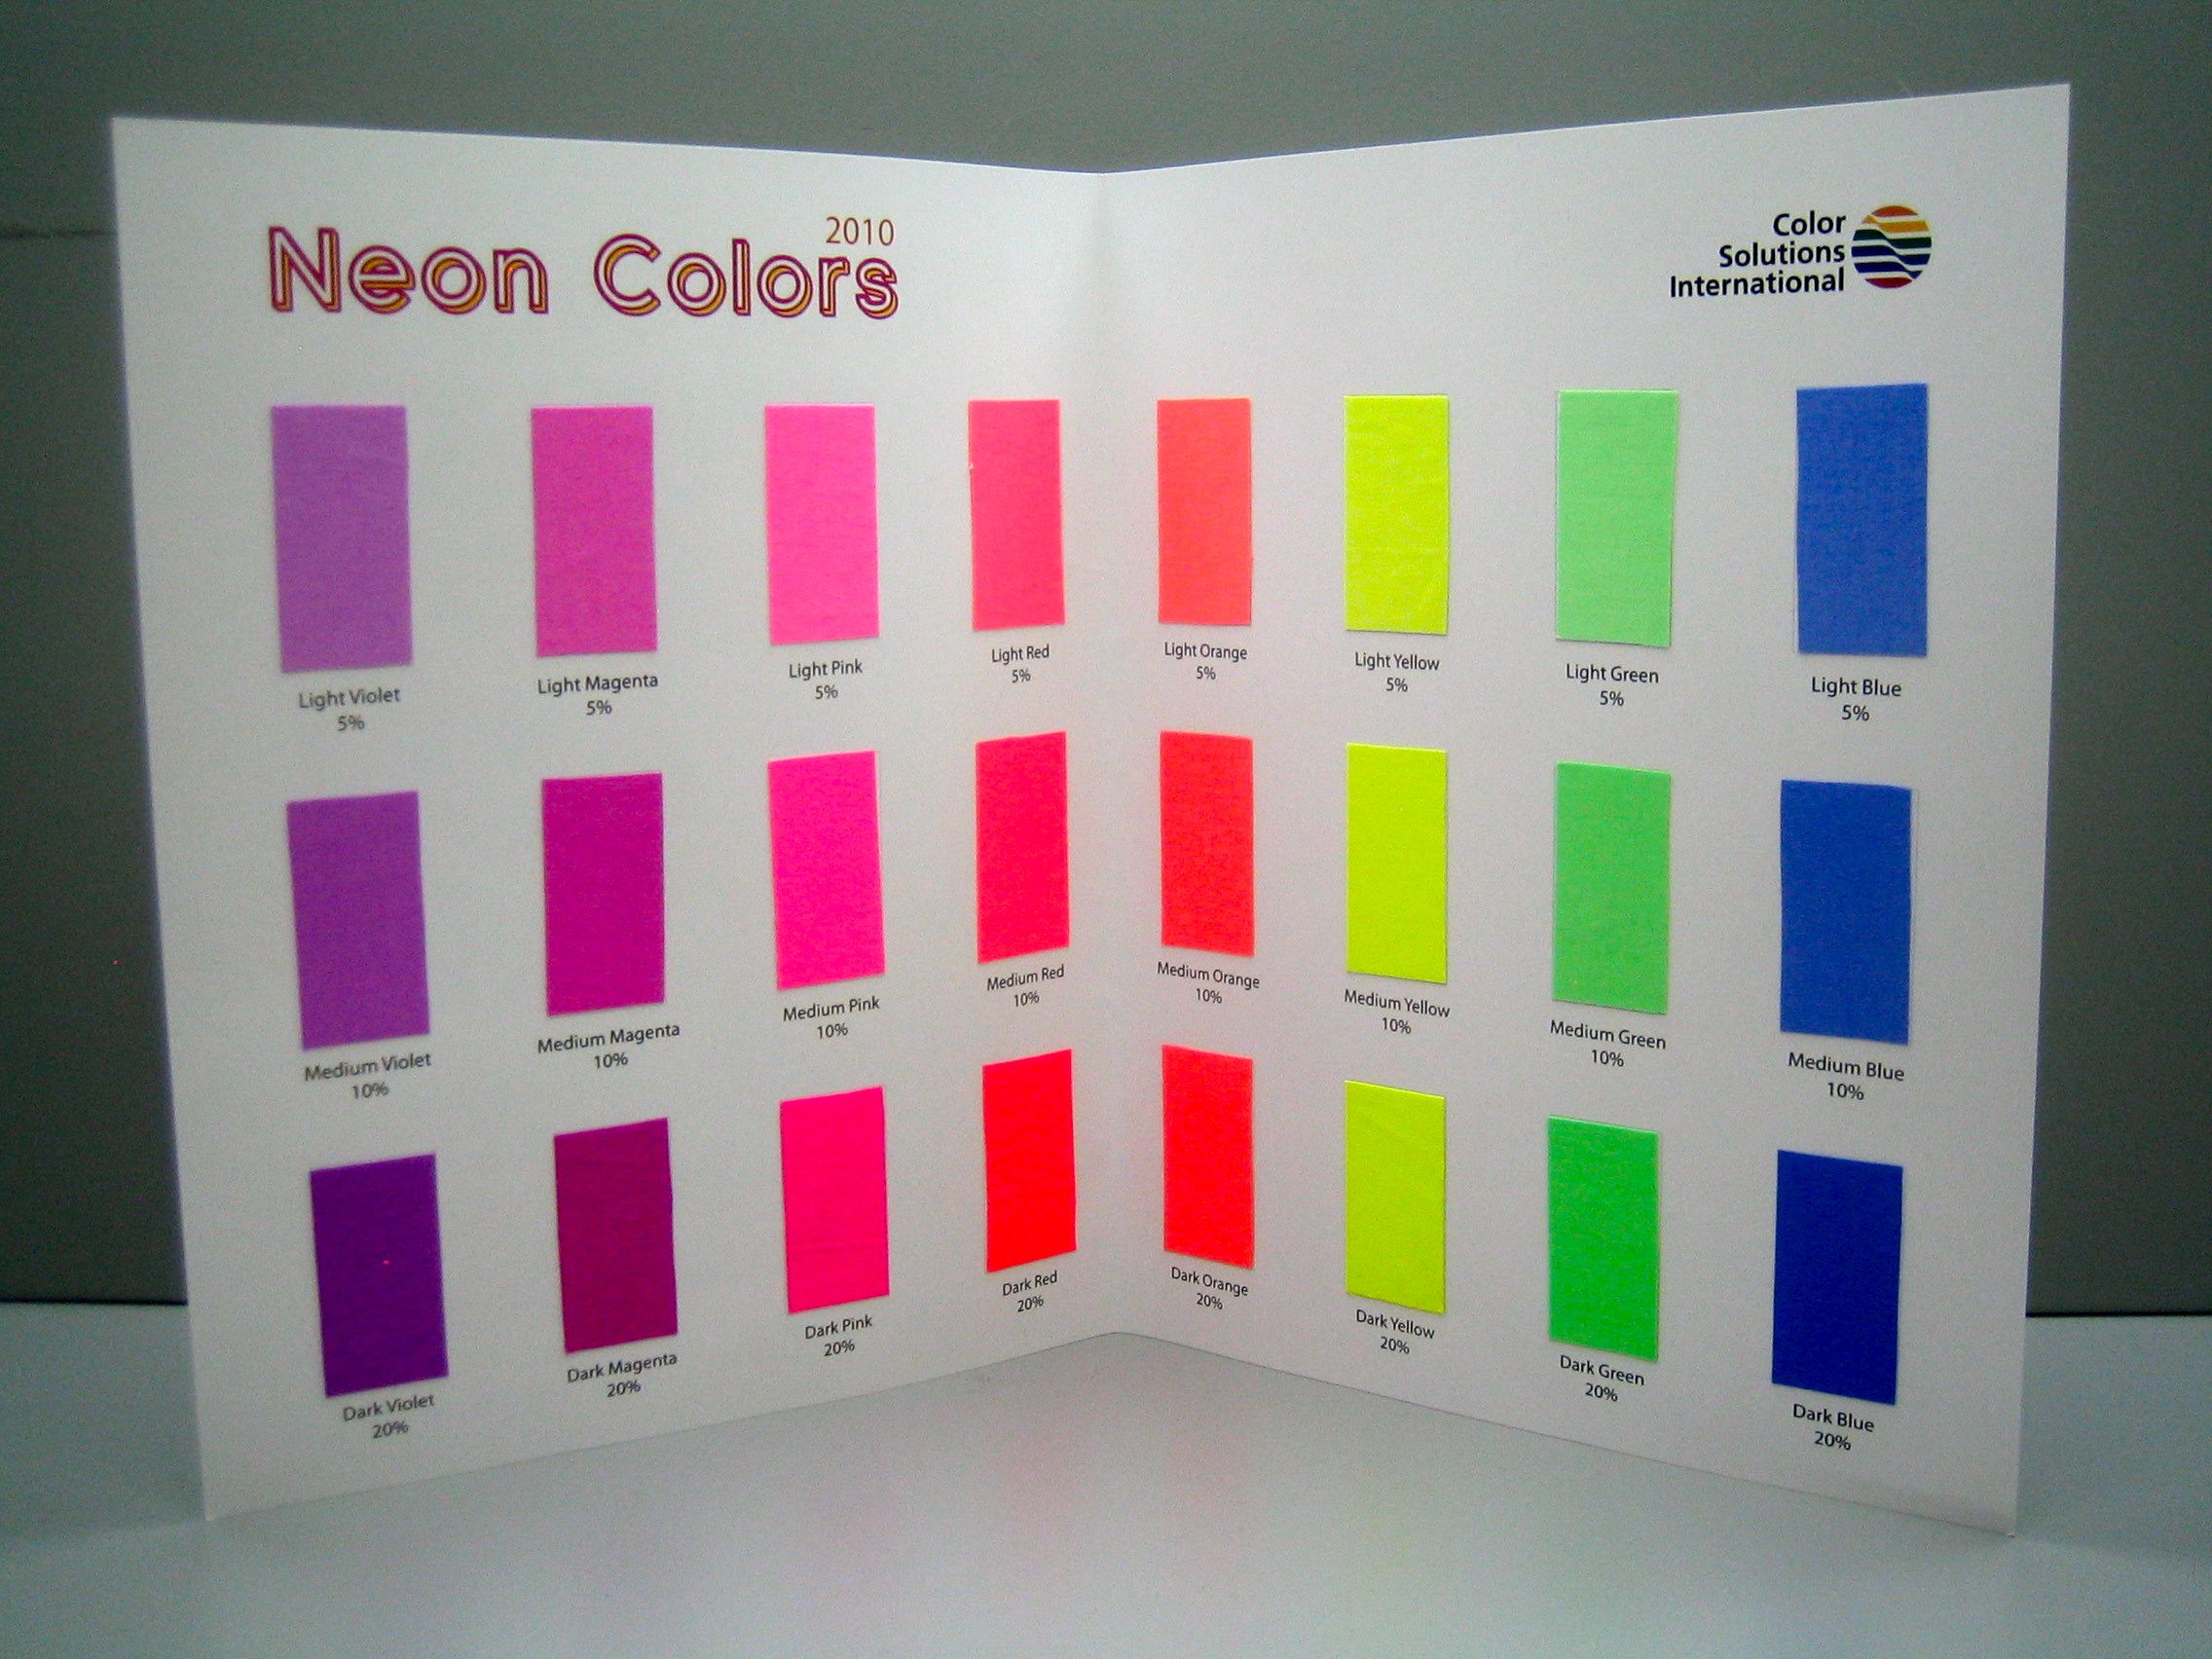 2010
Neon Colors
Color
Solutions
International
Light Violet
5%
Light Magenta
5%
Light Pink
5%
Light Red
5%
Light Orange
5%
Light Yellow
5%
Light Green
5%
Light Blue
5%
Medium Violet
10%
Medium Magenta
10%
Medium Pink
10%
Medium Red
10%
Medium Orange
10%
Medium Yellow
10%
Medium Green
10%
Medium Blue
10%
Dark Violet
20%
Dark Magenta
20%
Dark Pink
20%
Dark Red
20%
Dark Orange
20%
Dark Yellow
20%
Dark Green
20%
Dark Blue
20%